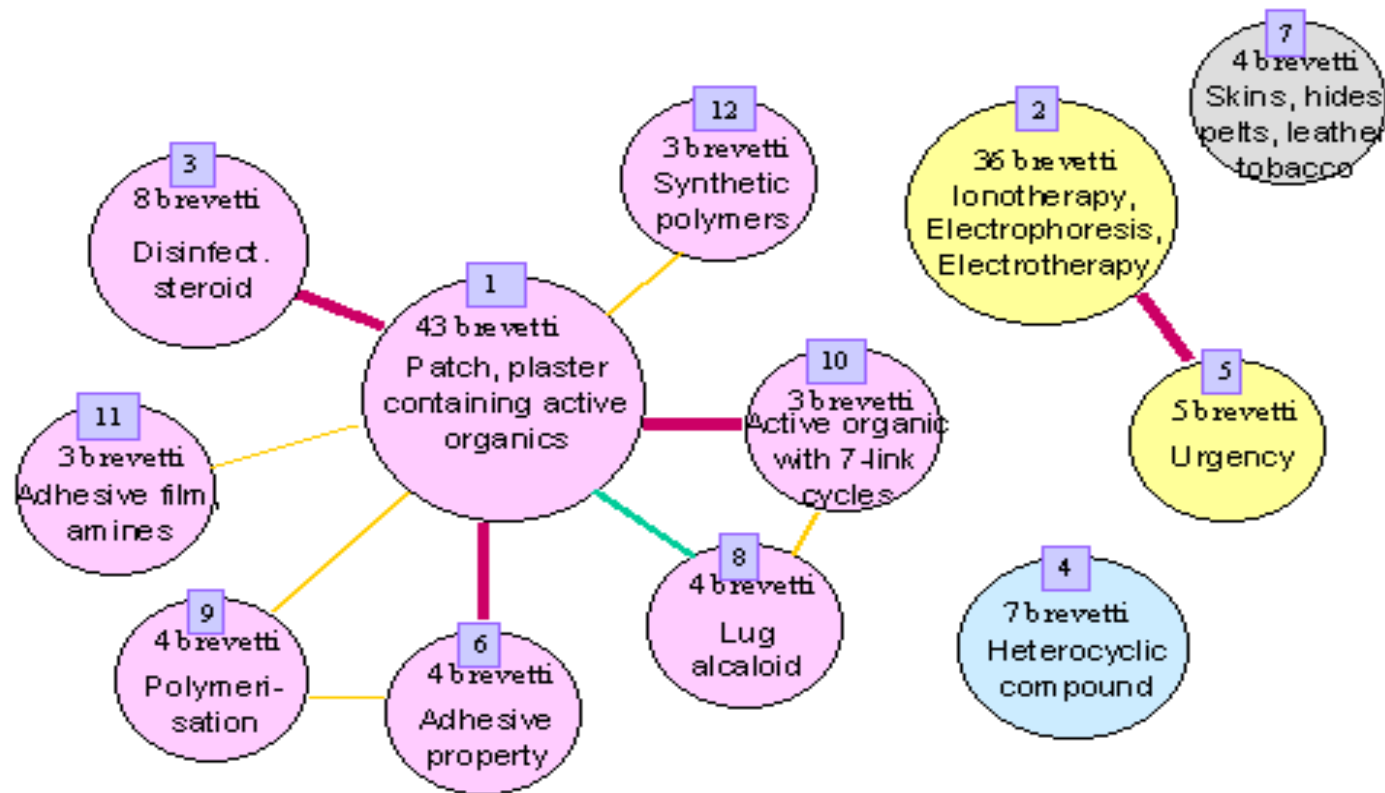 7
4 brevetti
Skins, hides
pelts, leather
tobacco
12
3 brevetti
Synthetic
polymers
2
36 brevetti
Ionotherapy,
Electrophoresis,
Electrotherapy
3
8 brevetti
Disinfect.
steroid
1
43 brevetti
Patch, plaster
containing active
organics
10
3 brevetti
Active organic
with 7-link
cycles
5
5 brevetti
Urgency
11
3 brevetti
Adhesive film,
amines
8
4 brevetti
Lug
alcaloid
4
7 brevetti
Heterocyclic
compound
9
4 brevetti
Polymeri-
sation
6
4 brevetti
Adhesive
property